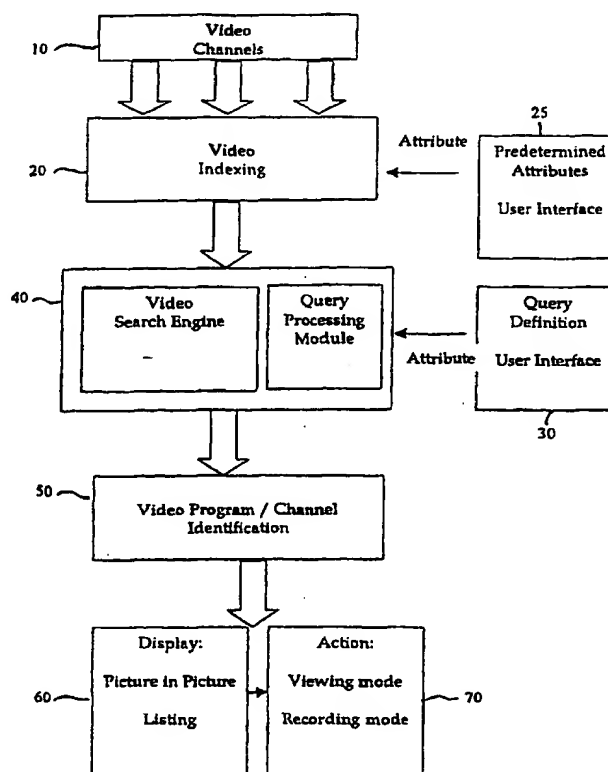 10
Video
Channels
20
Video
Indexing
Attribute
25
Predetermined
Attributes
User Interface
40
Video
Search Engine
Query
Processing
Module
Attribute
Query
Definition
User Interface
30
50
Video Program / Channel
Identification
60
Display:
Picture in Picture
Listing
Action:
Viewing mode
Recording mode
70